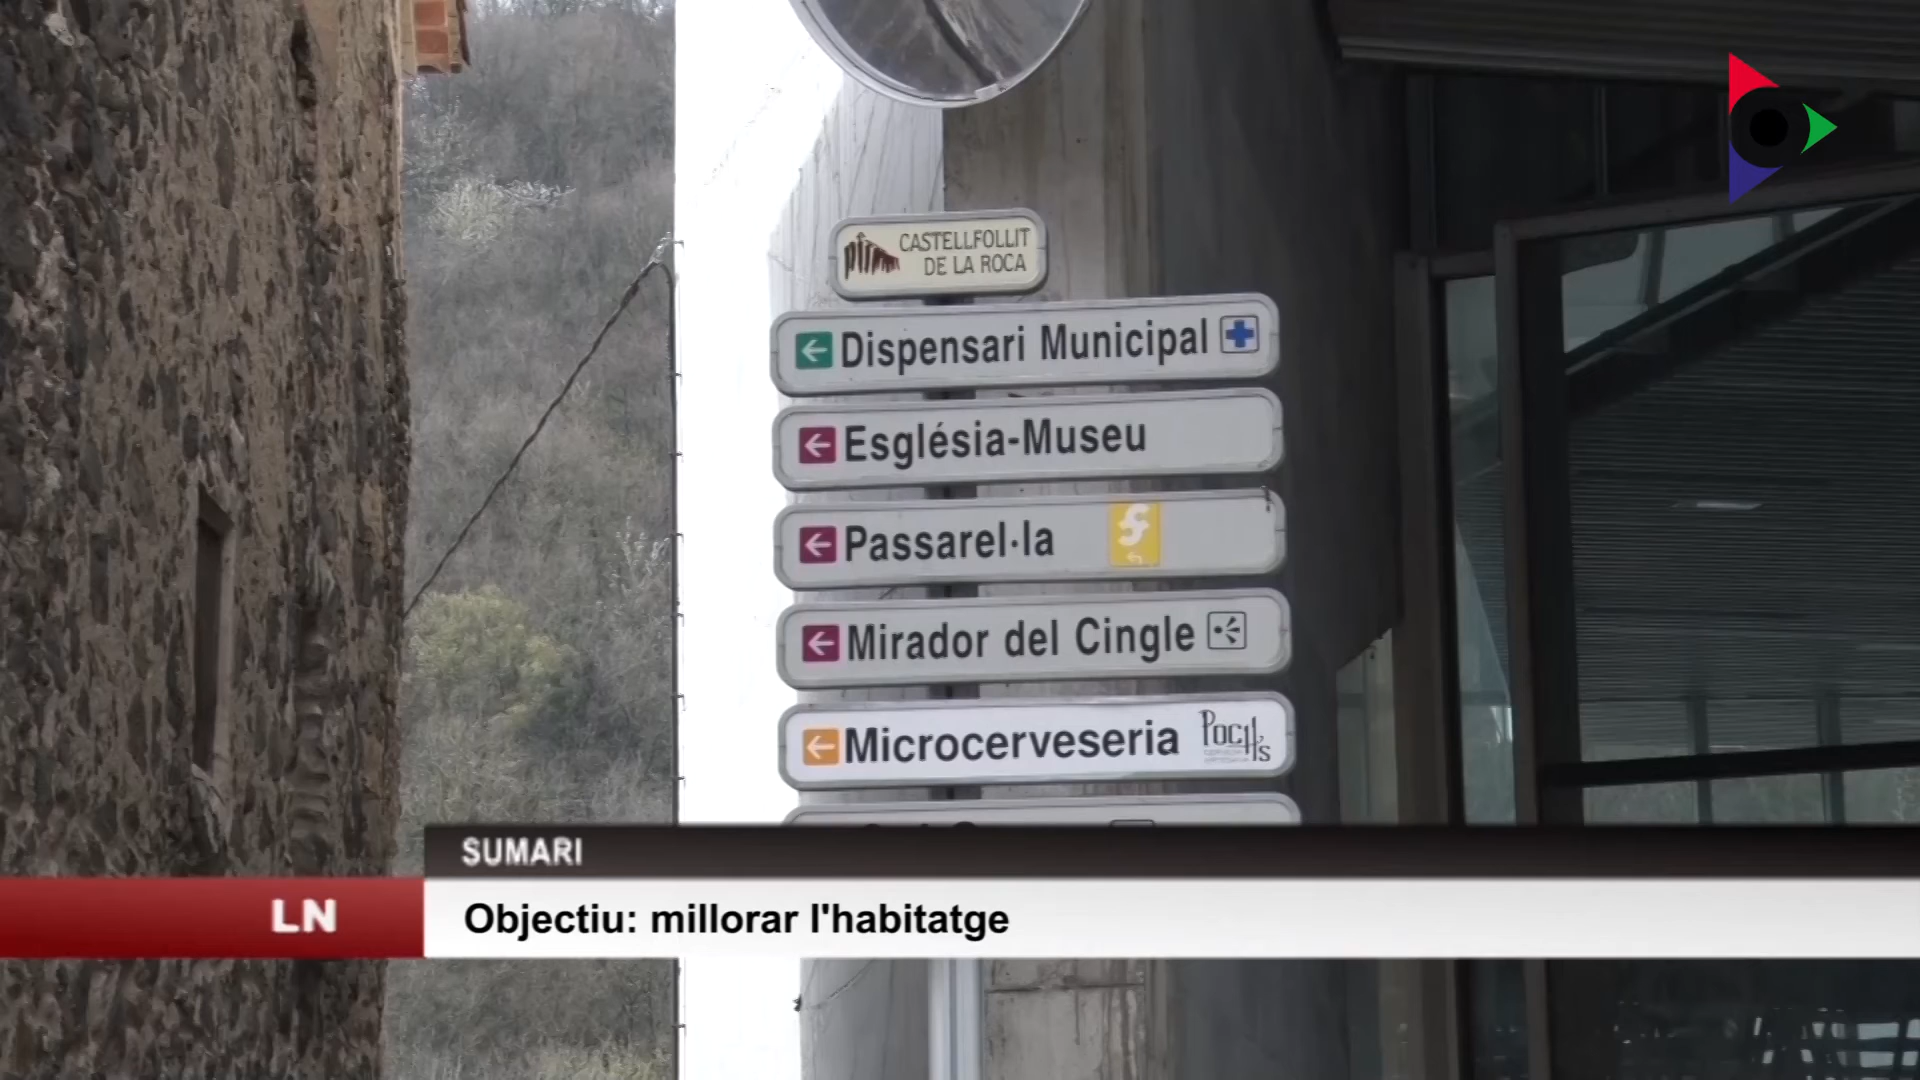 CASTELLFOLLIT
DE LA ROCA
Dispensari Municipal
Església-Museu
Passarel·la
Mirador del Cingle
Microcerveseria
Poch's
SUMARI
LN
Objectiu: millorar l'habitatge